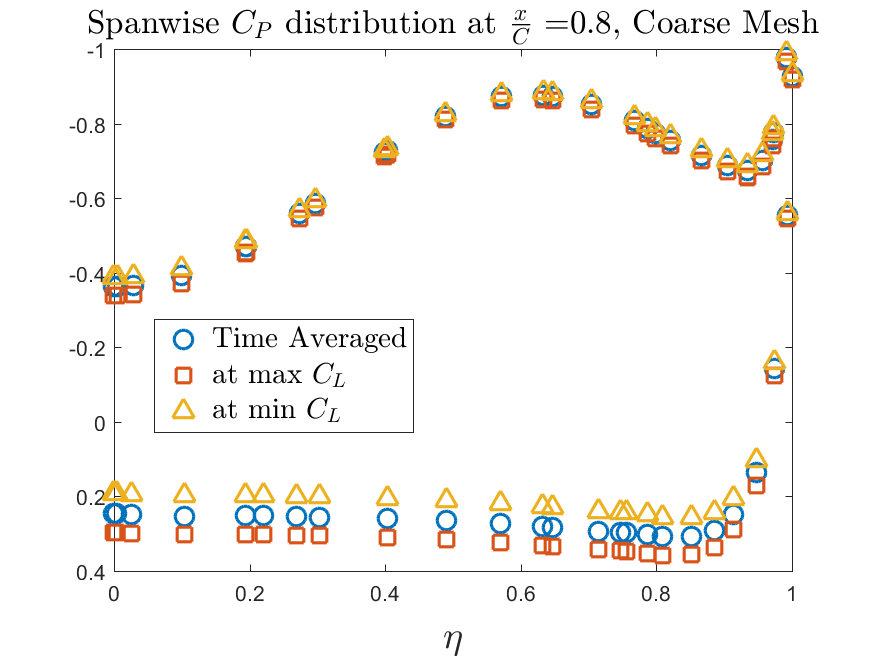 Spanwise C_P distribution at x/C =0.8, Coarse Mesh
-1
-0.8
-0.6
-0.4
-0.2
0
0.2
0.4
Time Averaged
at max C_L
at min C_L
0 0.2 0.4 0.6 0.8 1
η